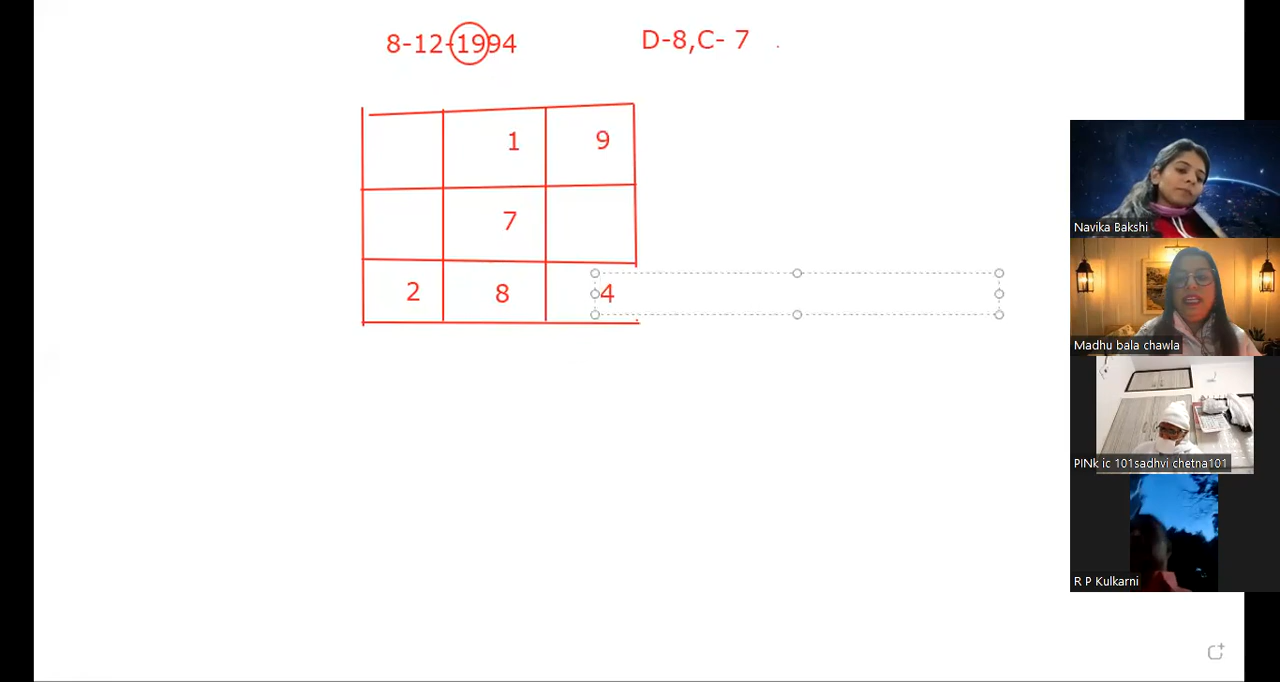 8-12-1994 D-8,C- 7
1 9
7
2 8 4
Navika Bakshi
Madhu bala chawla
PINk ic 101sadhvi chetna101
R P Kulkarni